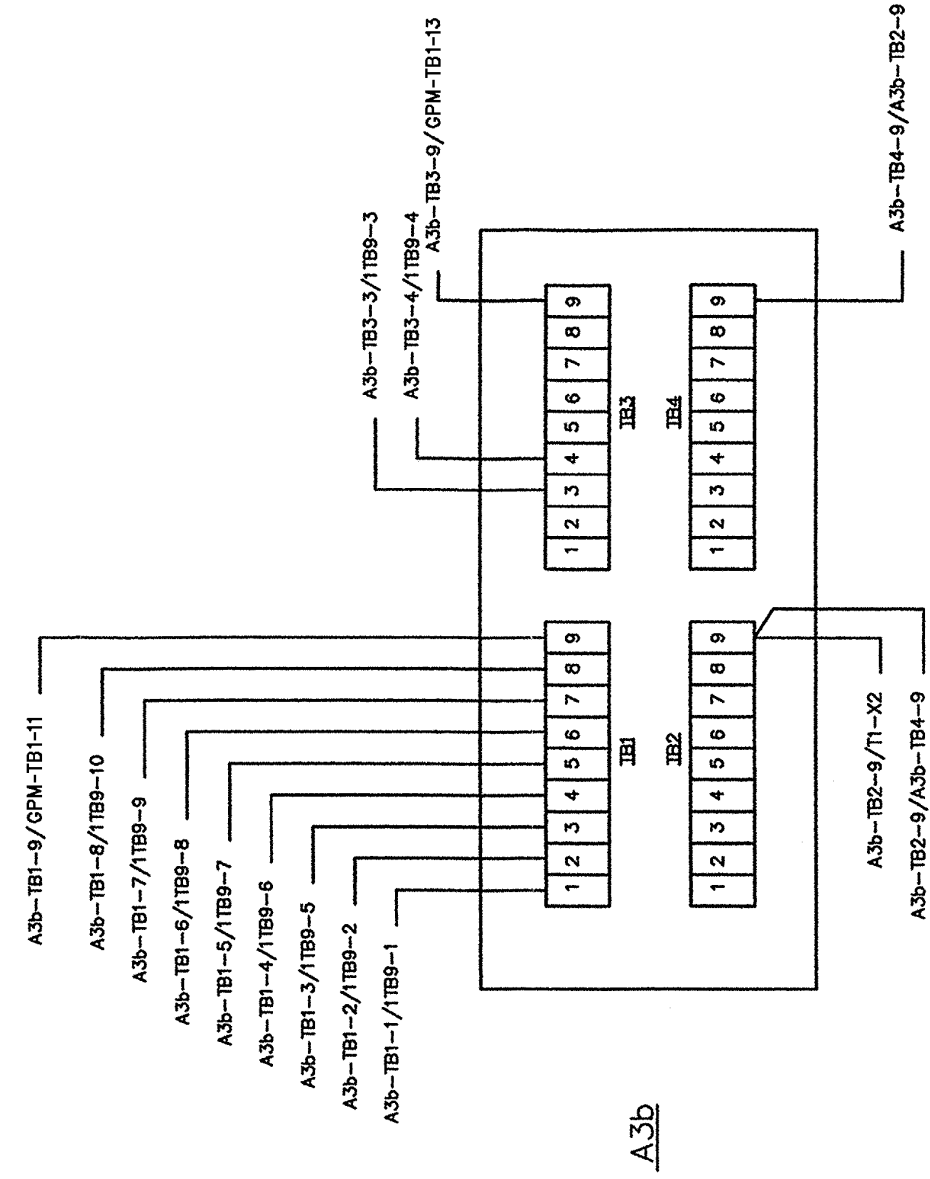 A3b-TB1-9/GPM-TB1-11
A3b-TB1-8/1TB9-10
A3b-TB1-7/1TB9-9
A3b-TB1-6/1TB9-8
A3b-TB1-5/1TB9-7
A3b-TB1-4/1TB9-6
A3b-TB1-3/1TB9-5
A3b-TB1-2/1TB9-2
A3b-TB1-1/1TB9-1
A3b-TB3-3/1TB9-3
A3b-TB3-4/1TB9-4
A3b-TB3-9/GPM-TB1-13
1 2 3 4 5 6 7 8 9
TB1
1 2 3 4 5 6 7 8 9
TB3
TB2
1 2 3 4 5 6 7 8 9
TB4
1 2 3 4 5 6 7 8 9
A3b-TB2-9/T1-X2
A3b-TB2-9/A3b-TB4-9
A3b-TB4-9/A3b-TB2-9
A3b